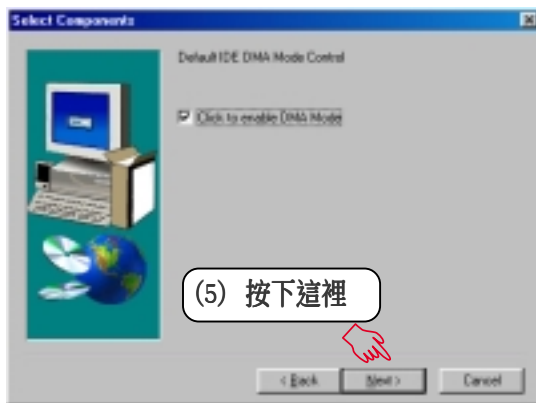 Select Components
Default IDE DMA Mode Control
Click to enable DMA Mode
(5) 按下這裡
< Back
Next >
Cancel